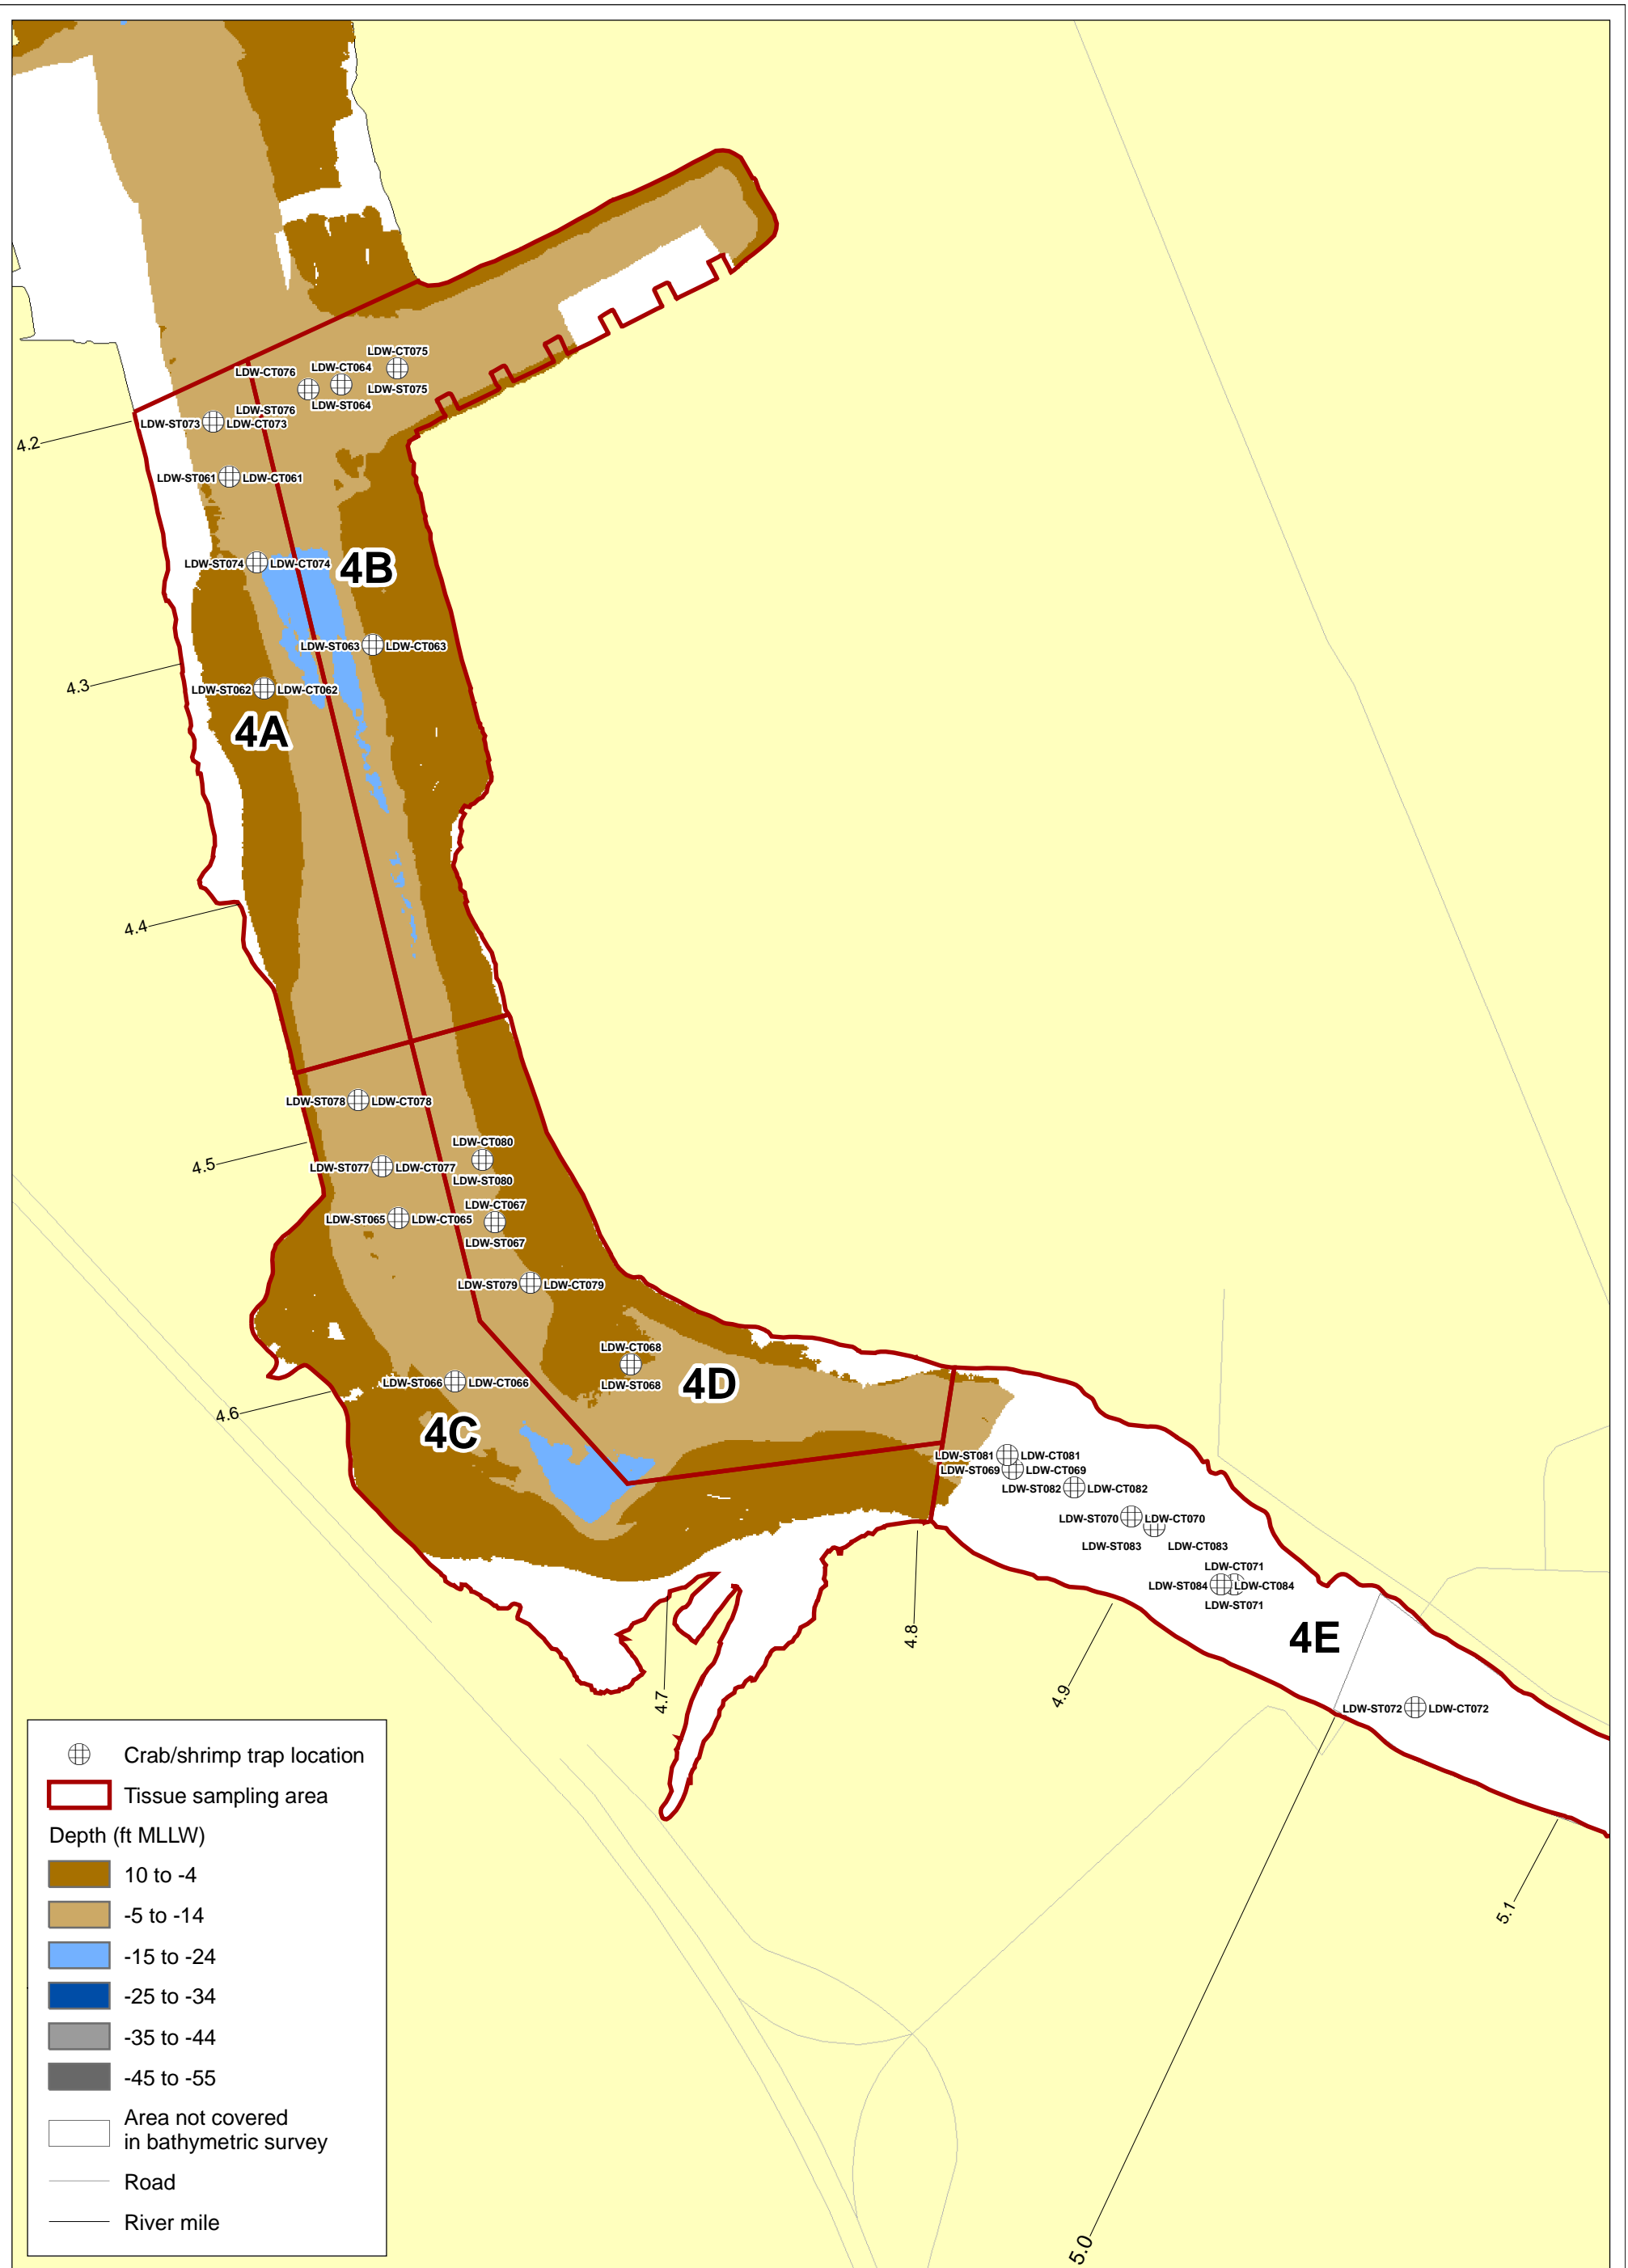 LDW-CT075
LDW-CT076
LDW-CT064
LDW-ST075
LDW-ST064
LDW-ST076
LDW-ST073
LDW-CT073
4.2
LDW-ST061
LDW-CT061
LDW-ST074
LDW-CT074
4B
LDW-ST063
LDW-CT063
4.3
LDW-ST062
LDW-CT062
4A
4.4
LDW-ST078
LDW-CT078
LDW-CT080
4.5
LDW-ST077
LDW-CT077
LDW-ST080
LDW-CT067
LDW-ST065
LDW-CT065
LDW-ST067
LDW-ST079
LDW-CT079
LDW-CT068
LDW-ST066
LDW-CT066
LDW-ST068
4D
4.6
4C
LDW-ST081
LDW-CT081
LDW-ST069
LDW-CT069
LDW-ST082
LDW-CT082
LDW-ST070
LDW-CT070
LDW-ST083
LDW-CT083
LDW-CT071
LDW-ST084
LDW-CT084
LDW-ST071
4.8
4E
4.7
4.9
LDW-ST072
LDW-CT072
5.1
5.0
Crab/shrimp trap location
Tissue sampling area
Depth (ft MLLW)
10 to -4
-5 to -14
-15 to -24
-25 to -34
-35 to -44
-45 to -55
Area not covered
in bathymetric survey
Road
River mile